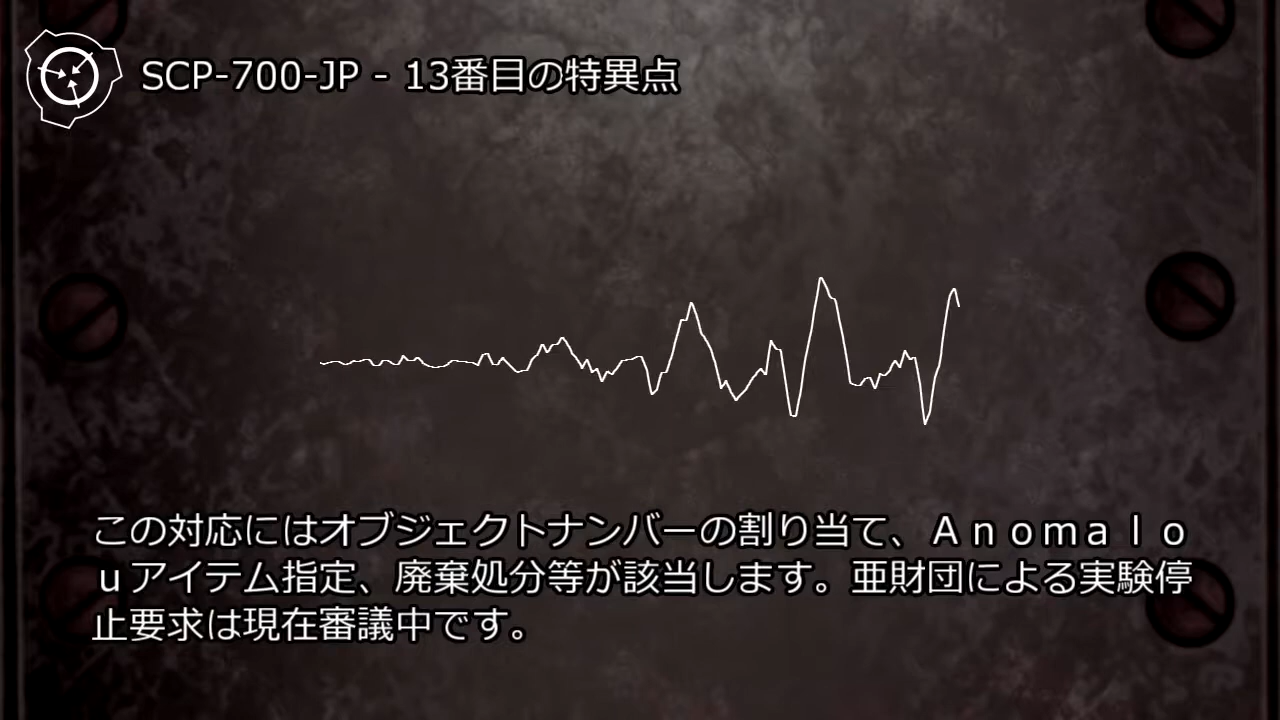 SCP-700-JP - 13番目の特異点
この対応にはオブジェクトナンバーの割り当て、Ａｎｏｍａｌｏ
ｕアイテム指定、廃棄処分等が該当します。亜財団による実験停
止要求は現在審議中です。